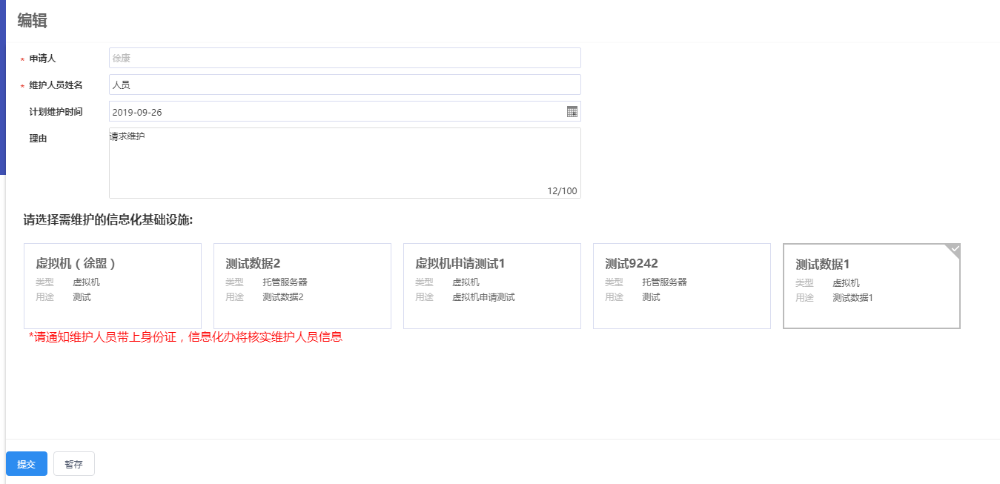 编辑
* 申请人 徐康
* 维护人员姓名 人员
计划维护时间 2019-09-26
理由 请求维护
12/100
请选择需维护的信息化基础设施:
虚拟机（徐盟）
类型 虚拟机
用途 测试
测试数据2
类型 托管服务器
用途 测试数据2
虚拟机申请测试1
类型 虚拟机
用途 虚拟机申请测试
测试9242
类型 托管服务器
用途 测试
测试数据1
类型 虚拟机
用途 测试数据1
*请通知维护人员带上身份证，信息化办将核实维护人员信息
提交 暂存